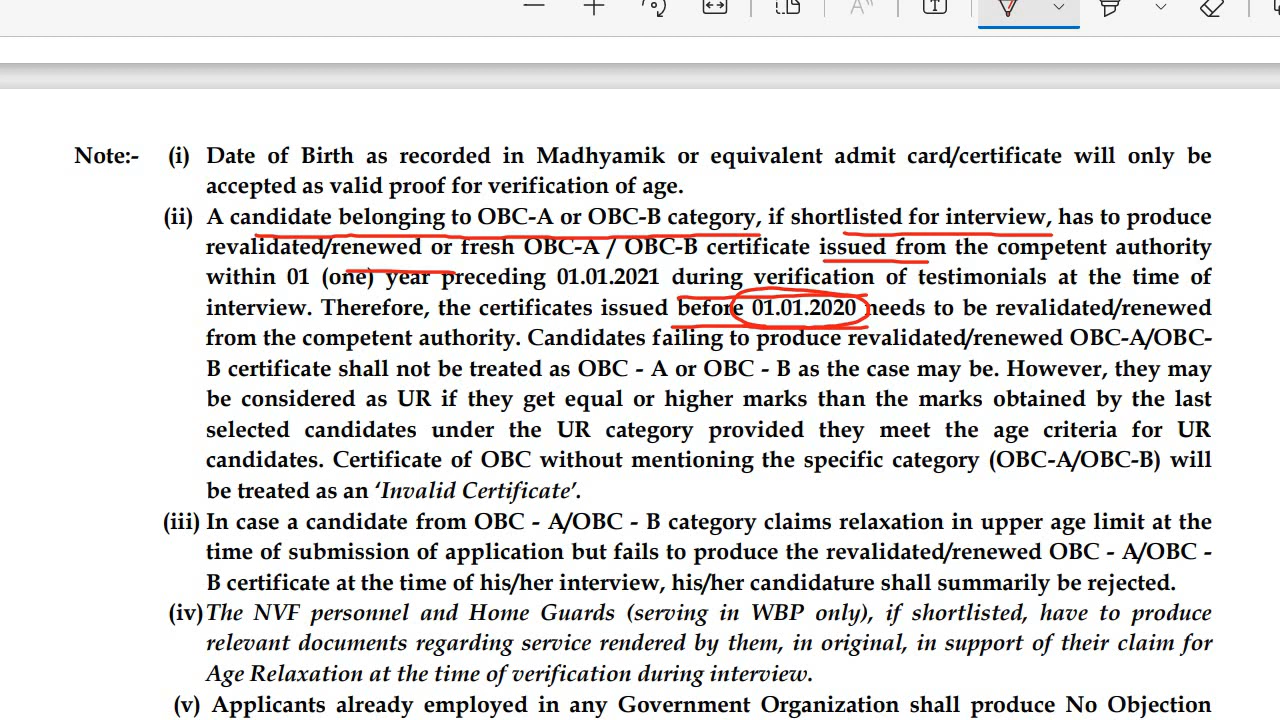 Note:- (i) Date of Birth as recorded in Madhyamik or equivalent admit card/certificate will only be
accepted as valid proof for verification of age.
(ii) A candidate belonging to OBC-A or OBC-B category, if shortlisted for interview, has to produce
revalidated/renewed or fresh OBC-A / OBC-B certificate issued from the competent authority
within 01 (one) year preceding 01.01.2021 during verification of testimonials at the time of
interview. Therefore, the certificates issued before 01.01.2020 needs to be revalidated/renewed
from the competent authority. Candidates failing to produce revalidated/renewed OBC-A/OBC-
B certificate shall not be treated as OBC - A or OBC - B as the case may be. However, they may
be considered as UR if they get equal or higher marks than the marks obtained by the last
selected candidates under the UR category provided they meet the age criteria for UR
candidates. Certificate of OBC without mentioning the specific category (OBC-A/OBC-B) will
be treated as an ‘Invalid Certificate’.
(iii) In case a candidate from OBC - A/OBC - B category claims relaxation in upper age limit at the
time of submission of application but fails to produce the revalidated/renewed OBC - A/OBC -
B certificate at the time of his/her interview, his/her candidature shall summarily be rejected.
(iv) The NVF personnel and Home Guards (serving in WBP only), if shortlisted, have to produce
relevant documents regarding service rendered by them, in original, in support of their claim for
Age Relaxation at the time of verification during interview.
(v) Applicants already employed in any Government Organization shall produce No Objection